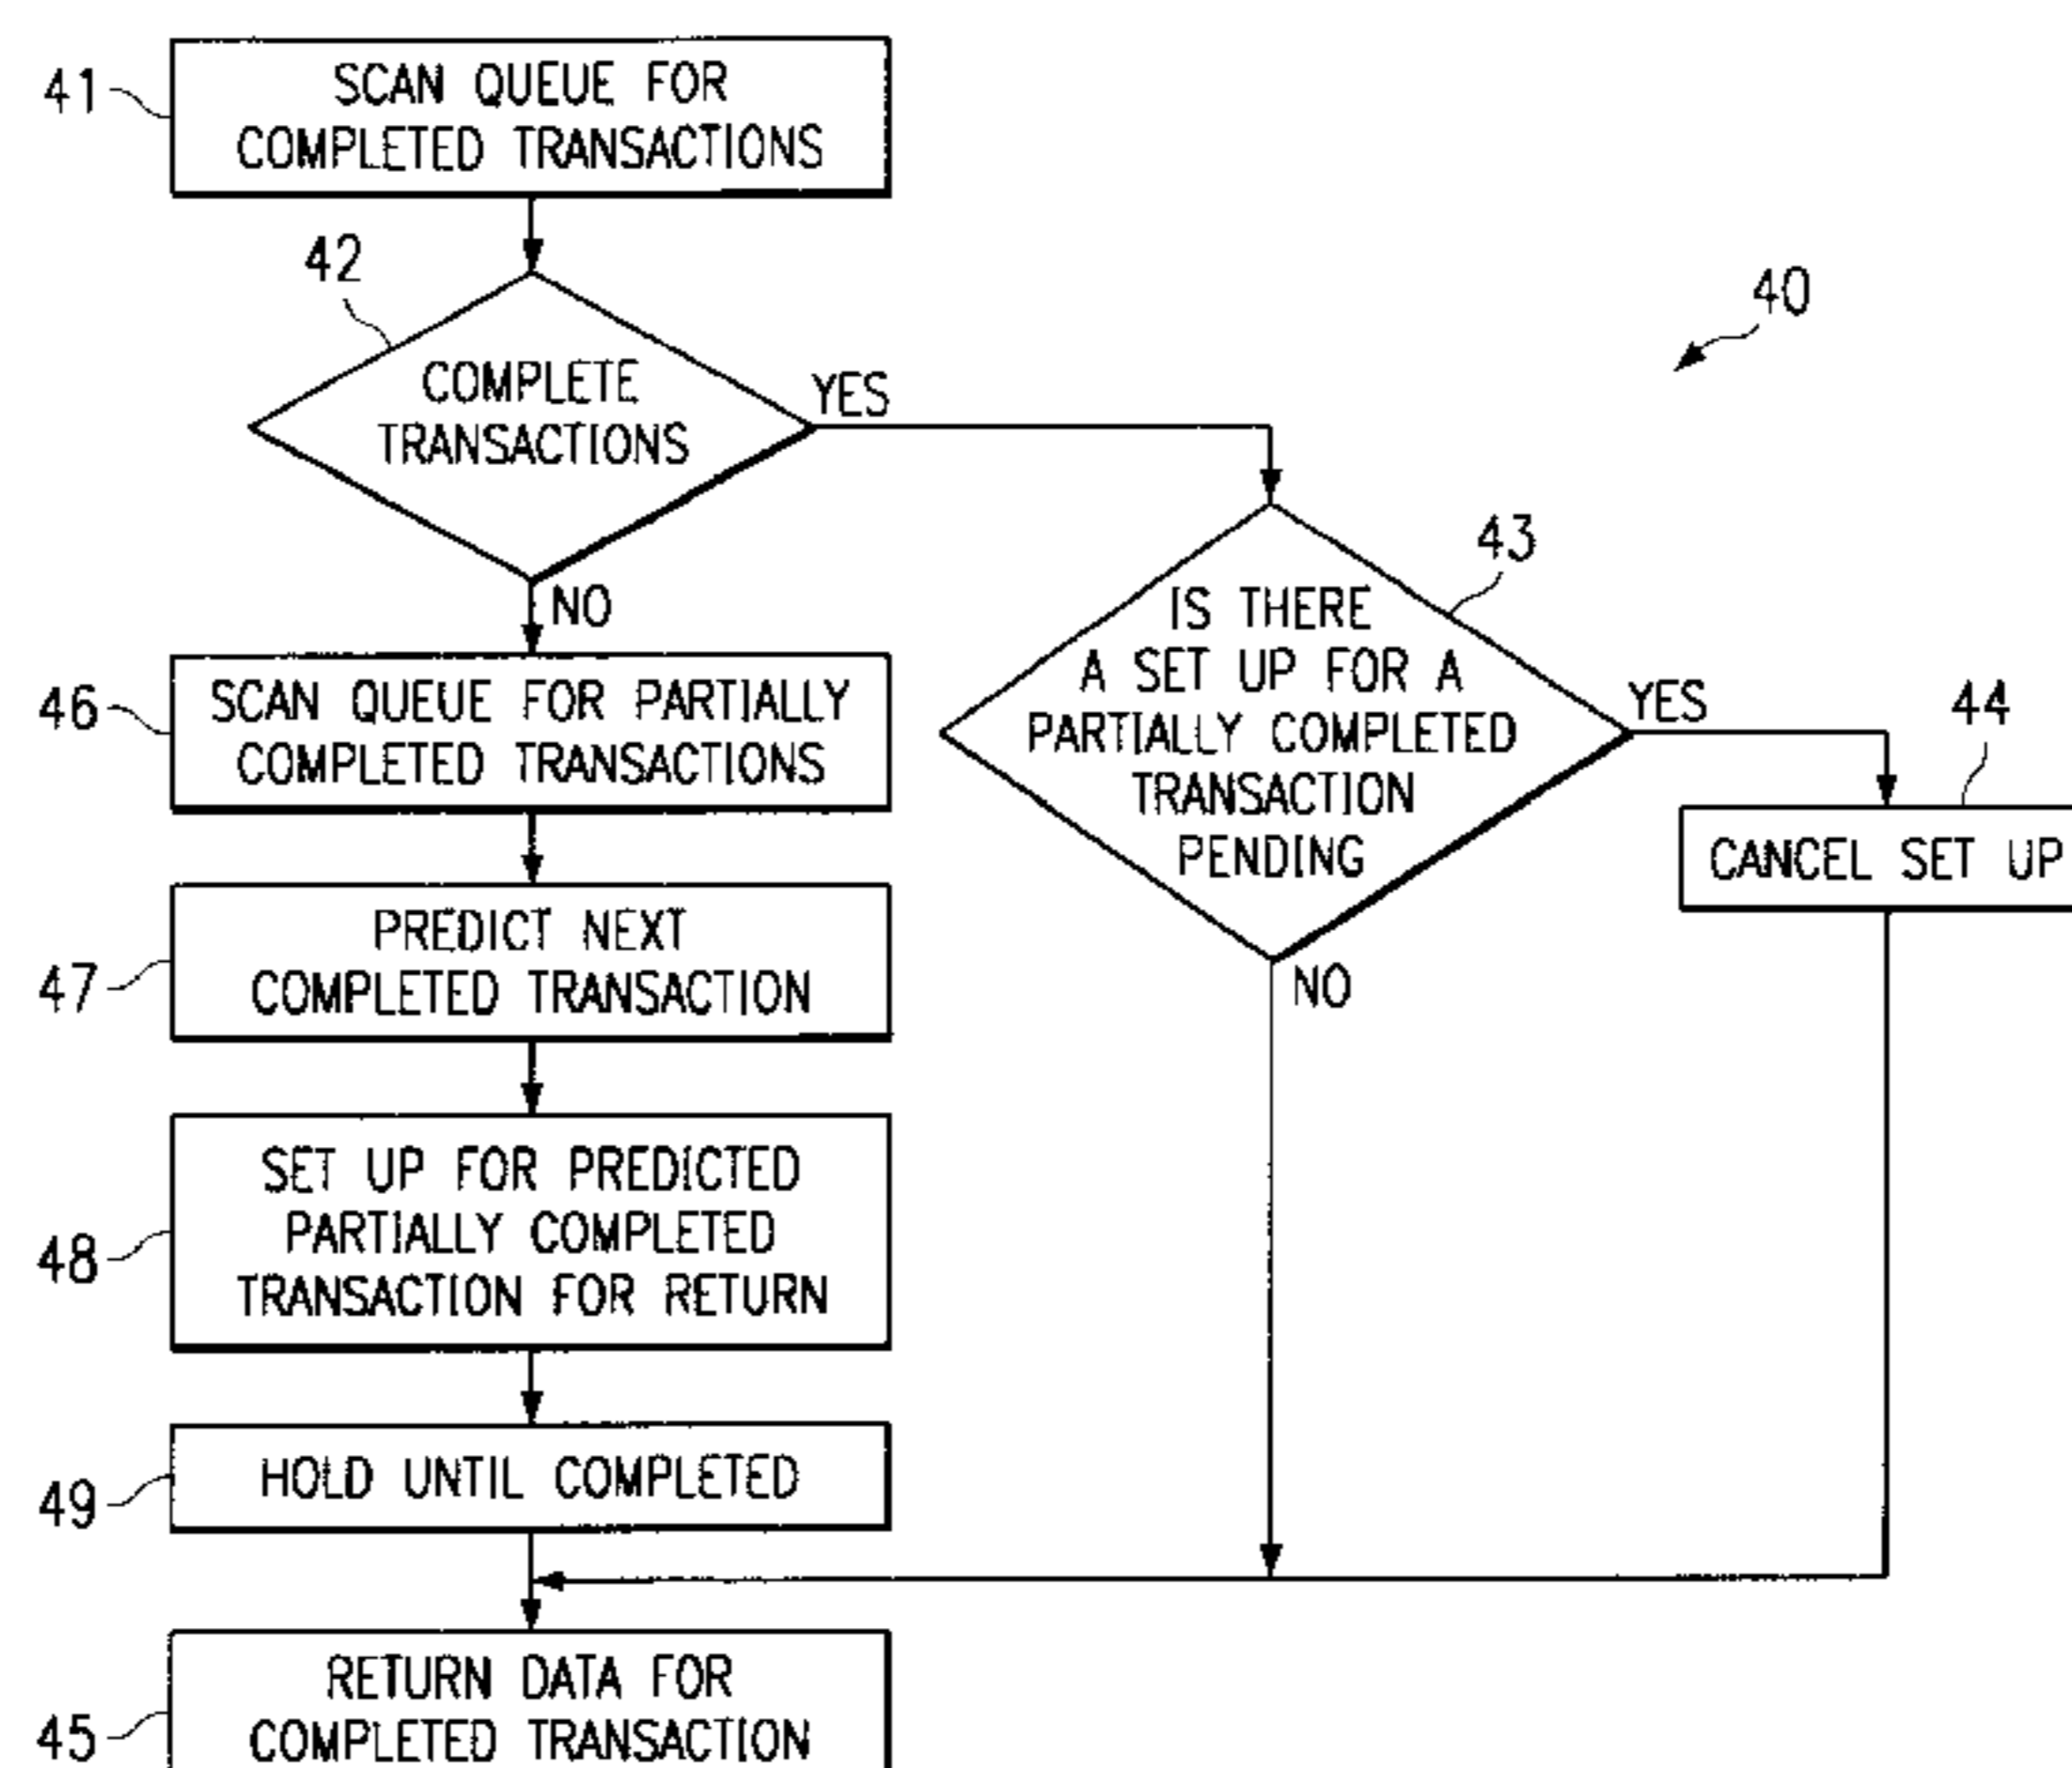 41
SCAN QUEUE FOR
COMPLETED TRANSACTIONS
42
COMPLETE
TRANSACTIONS
YES
NO
40
43
IS THERE
A SET UP FOR A
PARTIALLY COMPLETED
TRANSACTION
PENDING
YES
NO
44
CANCEL SET UP
46
SCAN QUEUE FOR PARTIALLY
COMPLETED TRANSACTIONS
47
PREDICT NEXT
COMPLETED TRANSACTION
48
SET UP FOR PREDICTED
PARTIALLY COMPLETED
TRANSACTION FOR RETURN
49
HOLD UNTIL COMPLETED
45
RETURN DATA FOR
COMPLETED TRANSACTION